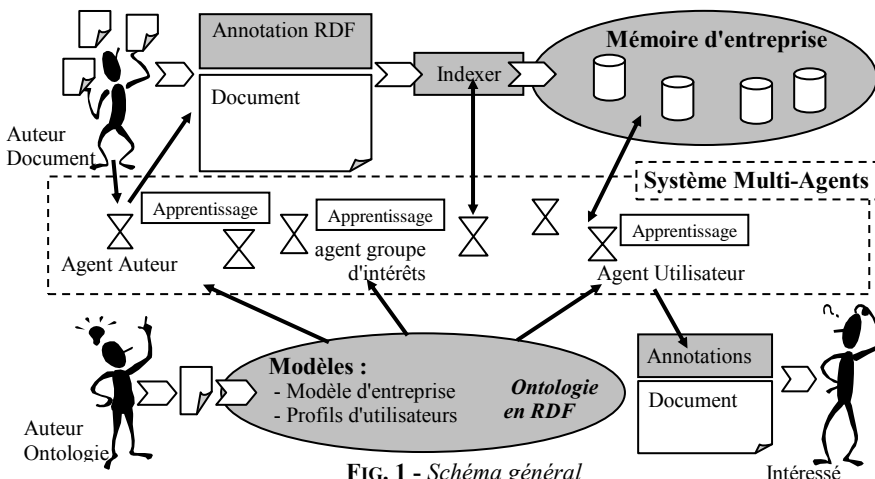 Annotation RDF
Document
Indexer
Mémoire d'entreprise
Auteur
Document
Système Multi-Agents
Apprentissage
Apprentissage
Apprentissage
Agent Auteur
agent groupe
d'intérêts
Agent Utilisateur
?
Modèles :
- Modèle d'entreprise
- Profils d'utilisateurs
Ontologie
en RDF
Annotations
Document
Auteur
Ontologie
Intéressé
FIG. 1 - Schéma général